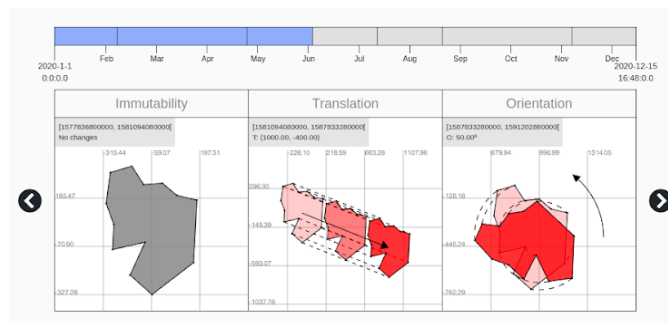 Feb Mar Apr May Jun Jul Aug Sep Oct Nov Dec
2020-1-1 2020-12-15
0:0:0.0 16:48:0.0
Immutability Translation Orientation
[1577836800000, 1581094080000[ [1581094080000, 1587833280000[ [1587833280000, 1591202880000[
No changes T: (1000.00, -400.00) O: 50.00º
-315.44 -59.07 197.31 -226.10 218.59 663.28 1107.96 679.94 996.99 1314.05
185.47 296.30 -128.18
-70.90 -148.39 -445.24
-327.28 -593.07 -762.29
-1037.76